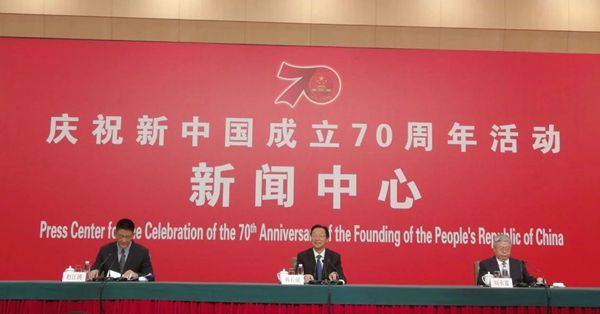 70
庆祝新中国成立70周年活动
新闻中心
Press Center for the Celebration of the 70th Anniversary of the Founding of the People's Republic of China